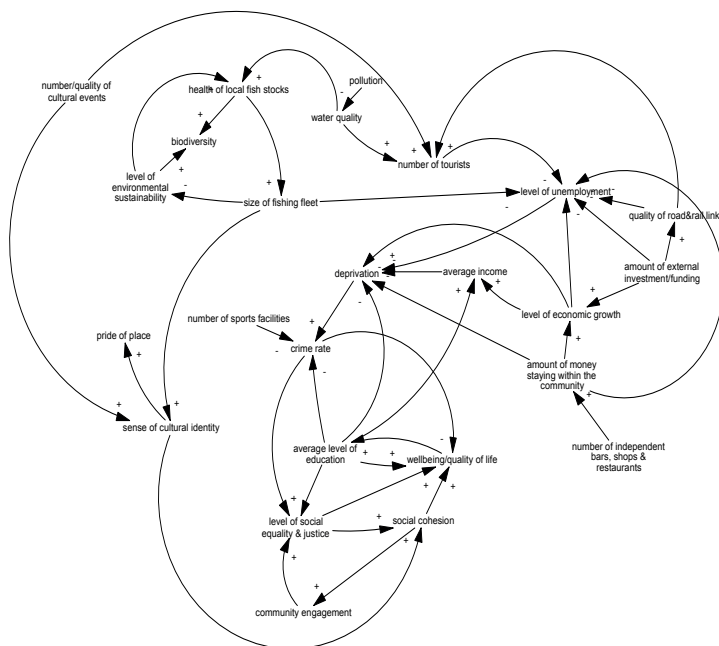 number/quality of
cultural events
health of local fish stocks
pollution
water quality
biodiversity
number of tourists
level of
environmental
sustainability
size of fishing fleet
level of unemployment
quality of road&rail link
deprivation
average income
amount of external
investment/funding
number of sports facilities
level of economic growth
pride of place
crime rate
amount of money
staying within the
community
sense of cultural identity
average level of
education
wellbeing/quality of life
number of independent
bars, shops &
restaurants
level of social
equality & justice
social cohesion
community engagement